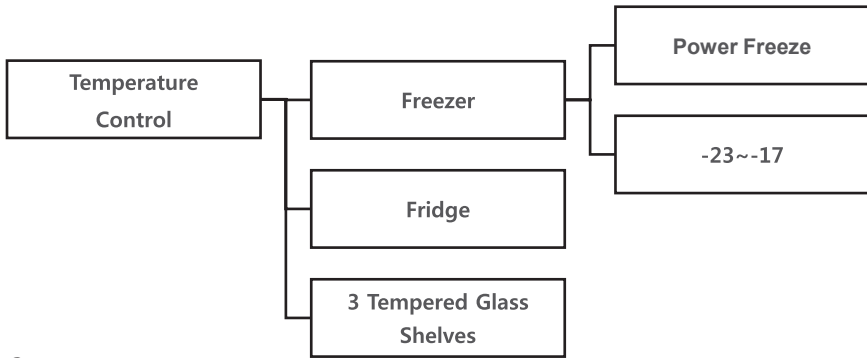 Temperature
Control
Freezer
Power Freeze
-23~-17
Fridge
3 Tempered Glass
Shelves